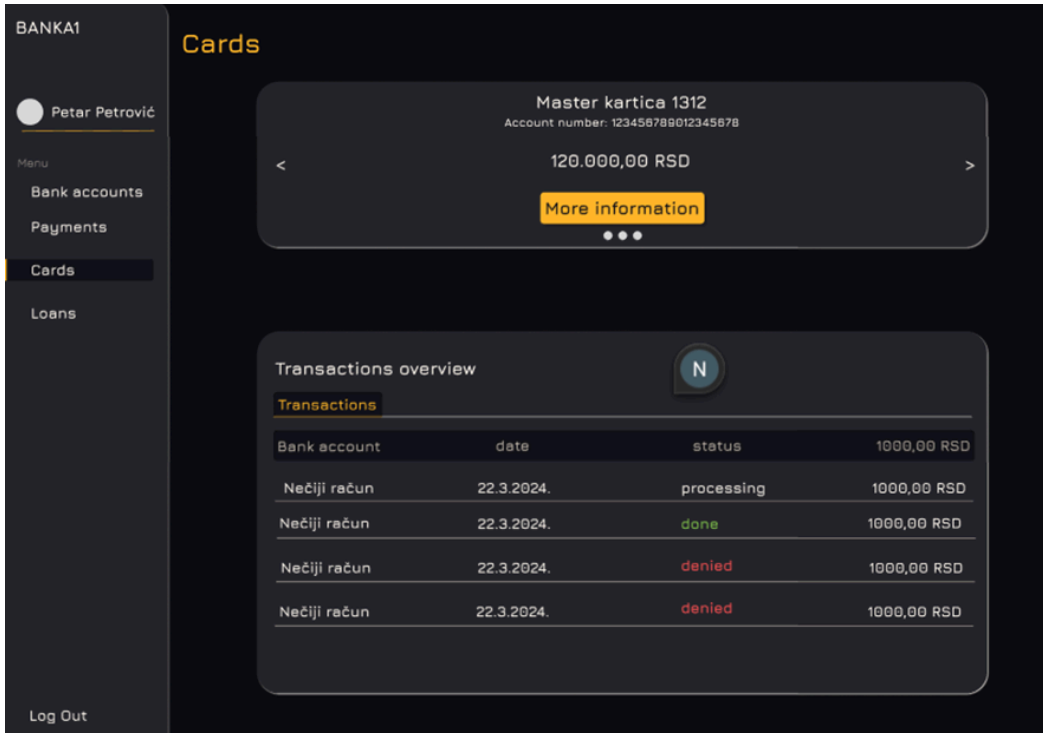 BANKA1
Cards
Petar Petrović
Menu
Bank accounts
Payments
Cards
Loans
Log Out
Master kartica 1312
Account number: 123456789012345678
< 120.000,00 RSD >
More information
Transactions overview
N
Transactions
Bank account date status 1000,00 RSD
Nečiji račun 22.3.2024. processing 1000,00 RSD
Nečiji račun 22.3.2024. done 1000,00 RSD
Nečiji račun 22.3.2024. denied 1000,00 RSD
Nečiji račun 22.3.2024. denied 1000,00 RSD